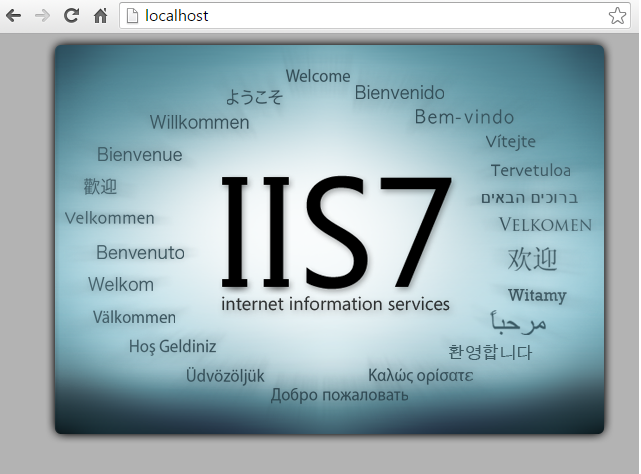 localhost
Welcome
ようこそ
Bienvenido
Willkommen
Bem-vindo
Bienvenue
Vítejte
歡迎
Tervetuloa
ברוכים הבאים
Velkommen
VELKOMEN
Benvenuto
欢迎
Welkom
Witamy
Välkommen
مرحباً
Hoş Geldiniz
환영합니다
Üdvözöljük
Καλώς ορίσατε
Добро пожаловать
IIS7
internet information services